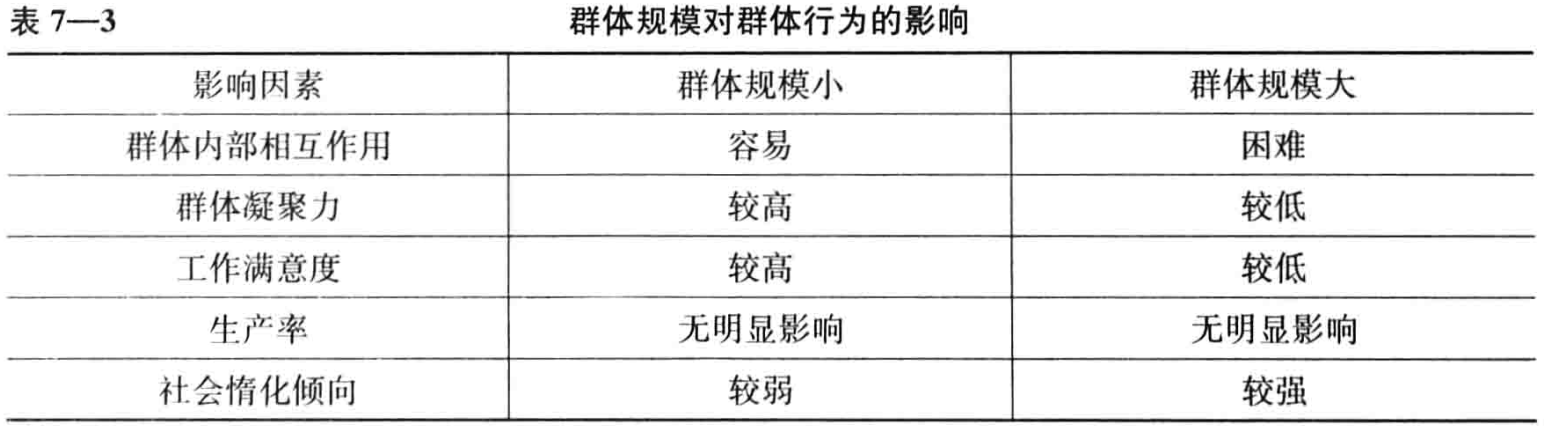 表 7—3 群体规模对群体行为的影响
影响因素 群体规模小 群体规模大
群体内部相互作用 容易 困难
群体凝聚力 较高 较低
工作满意度 较高 较低
生产率 无明显影响 无明显影响
社会惰化倾向 较弱 较强